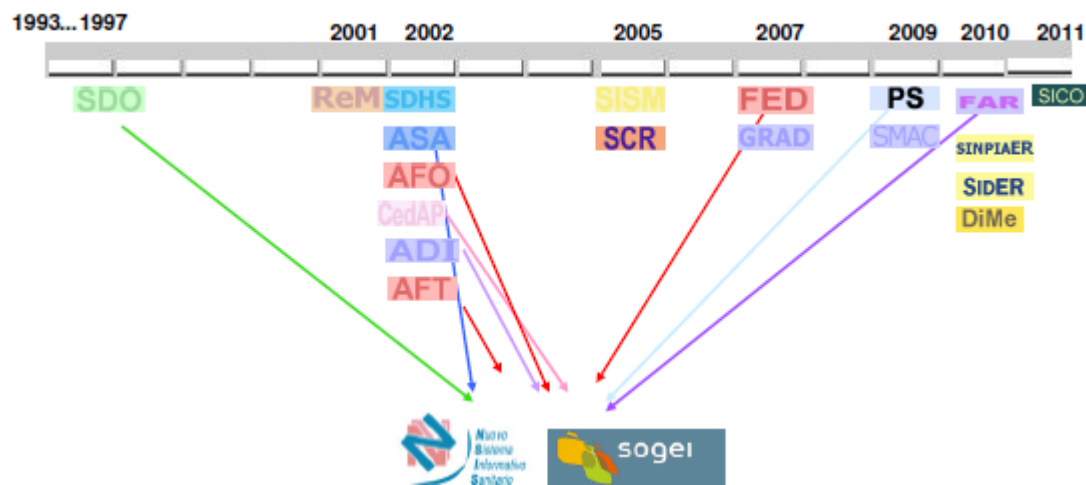 1993...1997 2001 2002 2005 2007 2009 2010 2011
SDO ReM SDHS SISM FED PS FAR SICO
ASA SCR GRAD SMAC SINPIAER
AFO
CedAP SIDER
DiMe
ADI
AFT
Nuovo
Sistema
Informativo
Sanitario
sogei